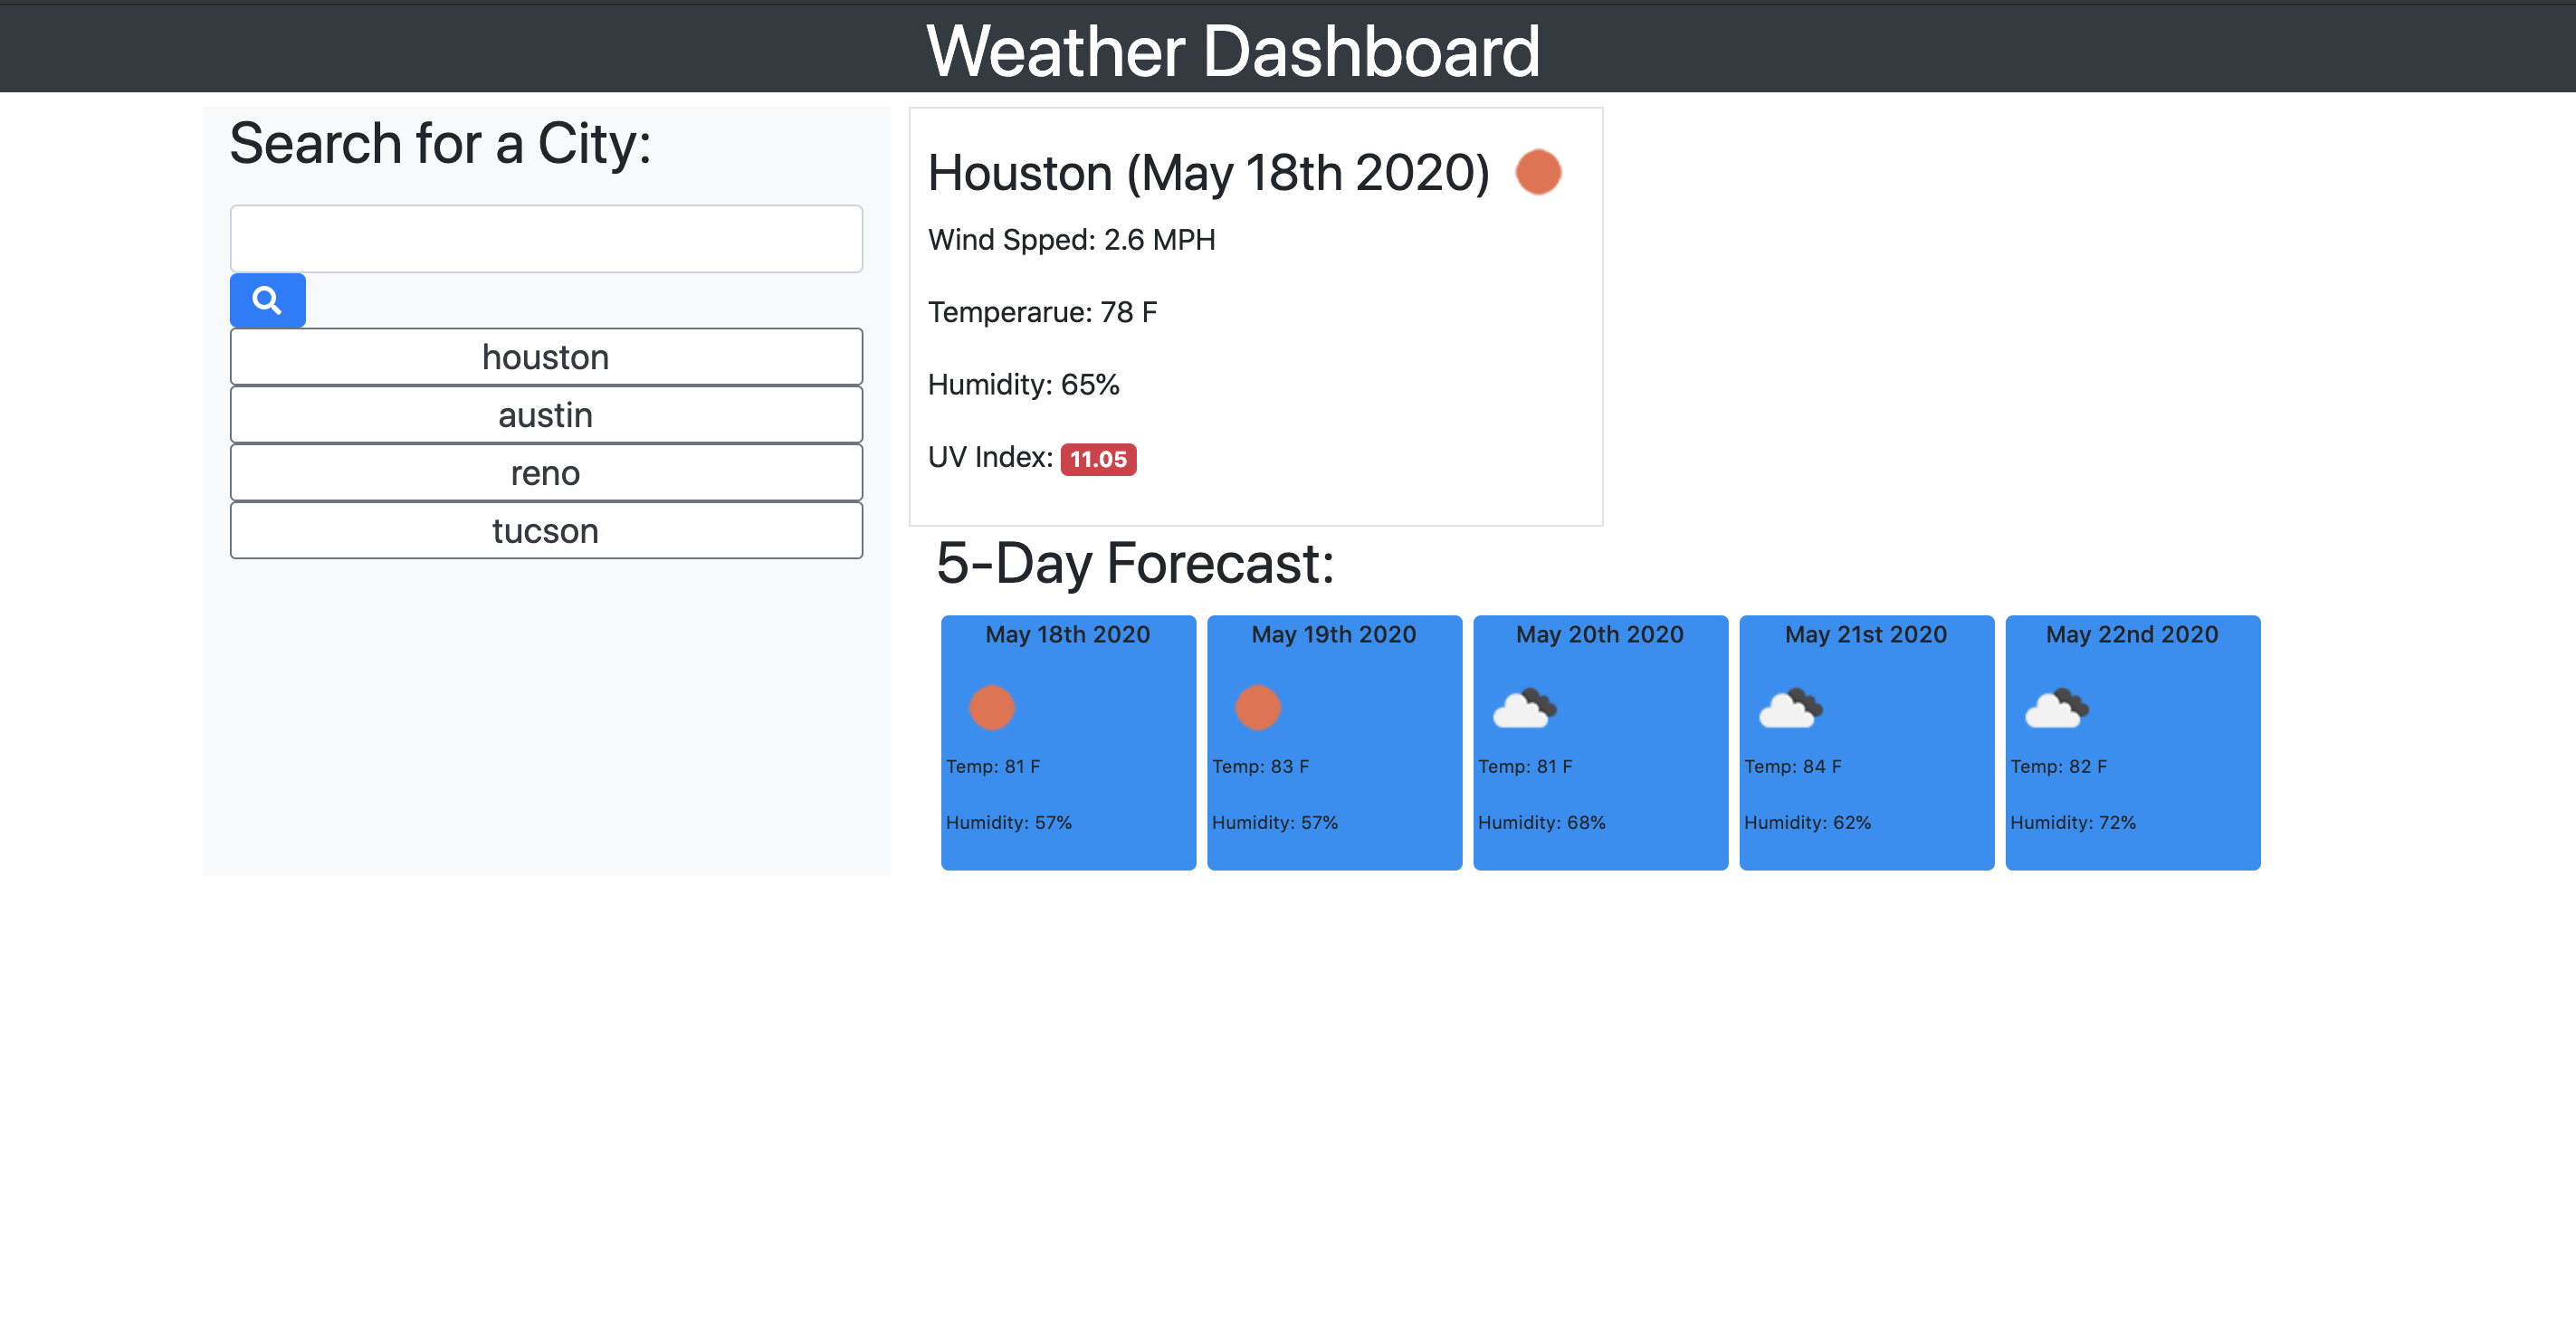 Weather Dashboard
Search for a City:
houston
austin
reno
tucson
Houston (May 18th 2020)
Wind Spped: 2.6 MPH
Temperarue: 78 F
Humidity: 65%
UV Index: 11.05
5-Day Forecast:
May 18th 2020
Temp: 81 F
Humidity: 57%
May 19th 2020
Temp: 83 F
Humidity: 57%
May 20th 2020
Temp: 81 F
Humidity: 68%
May 21st 2020
Temp: 84 F
Humidity: 62%
May 22nd 2020
Temp: 82 F
Humidity: 72%